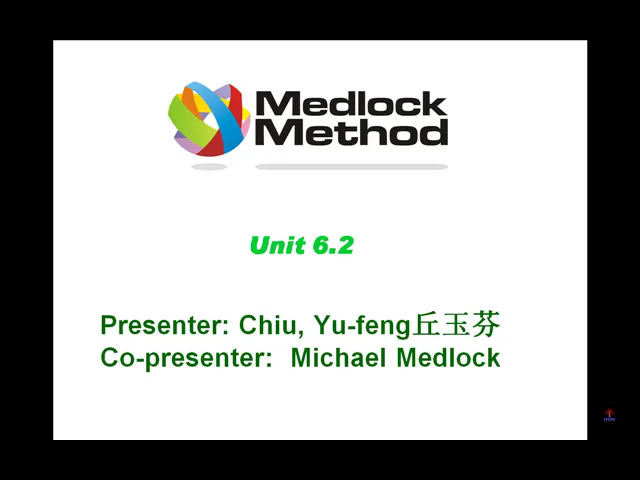 Medlock
Method
Unit 6.2
Presenter: Chiu, Yu-feng丘玉芬
Co-presenter: Michael Medlock